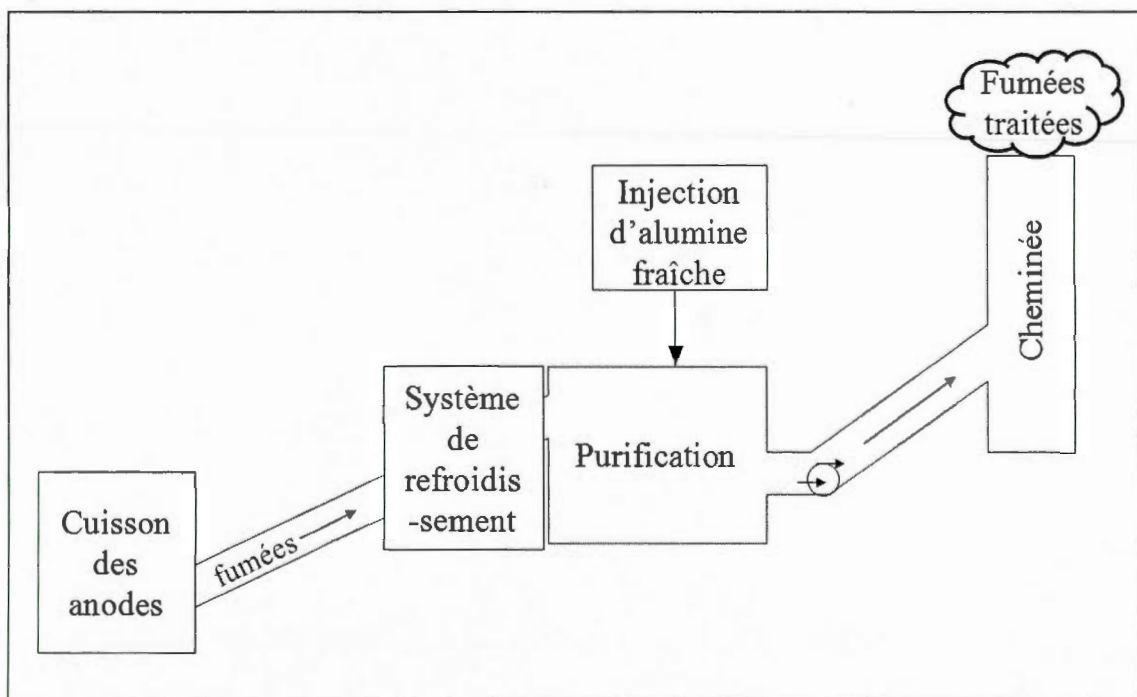 Fumées
traitées
Injection
d'alumine
fraîche
Cheminée
Système
de
refroidis
-sement
Purification
Cuisson
des
anodes
fumées